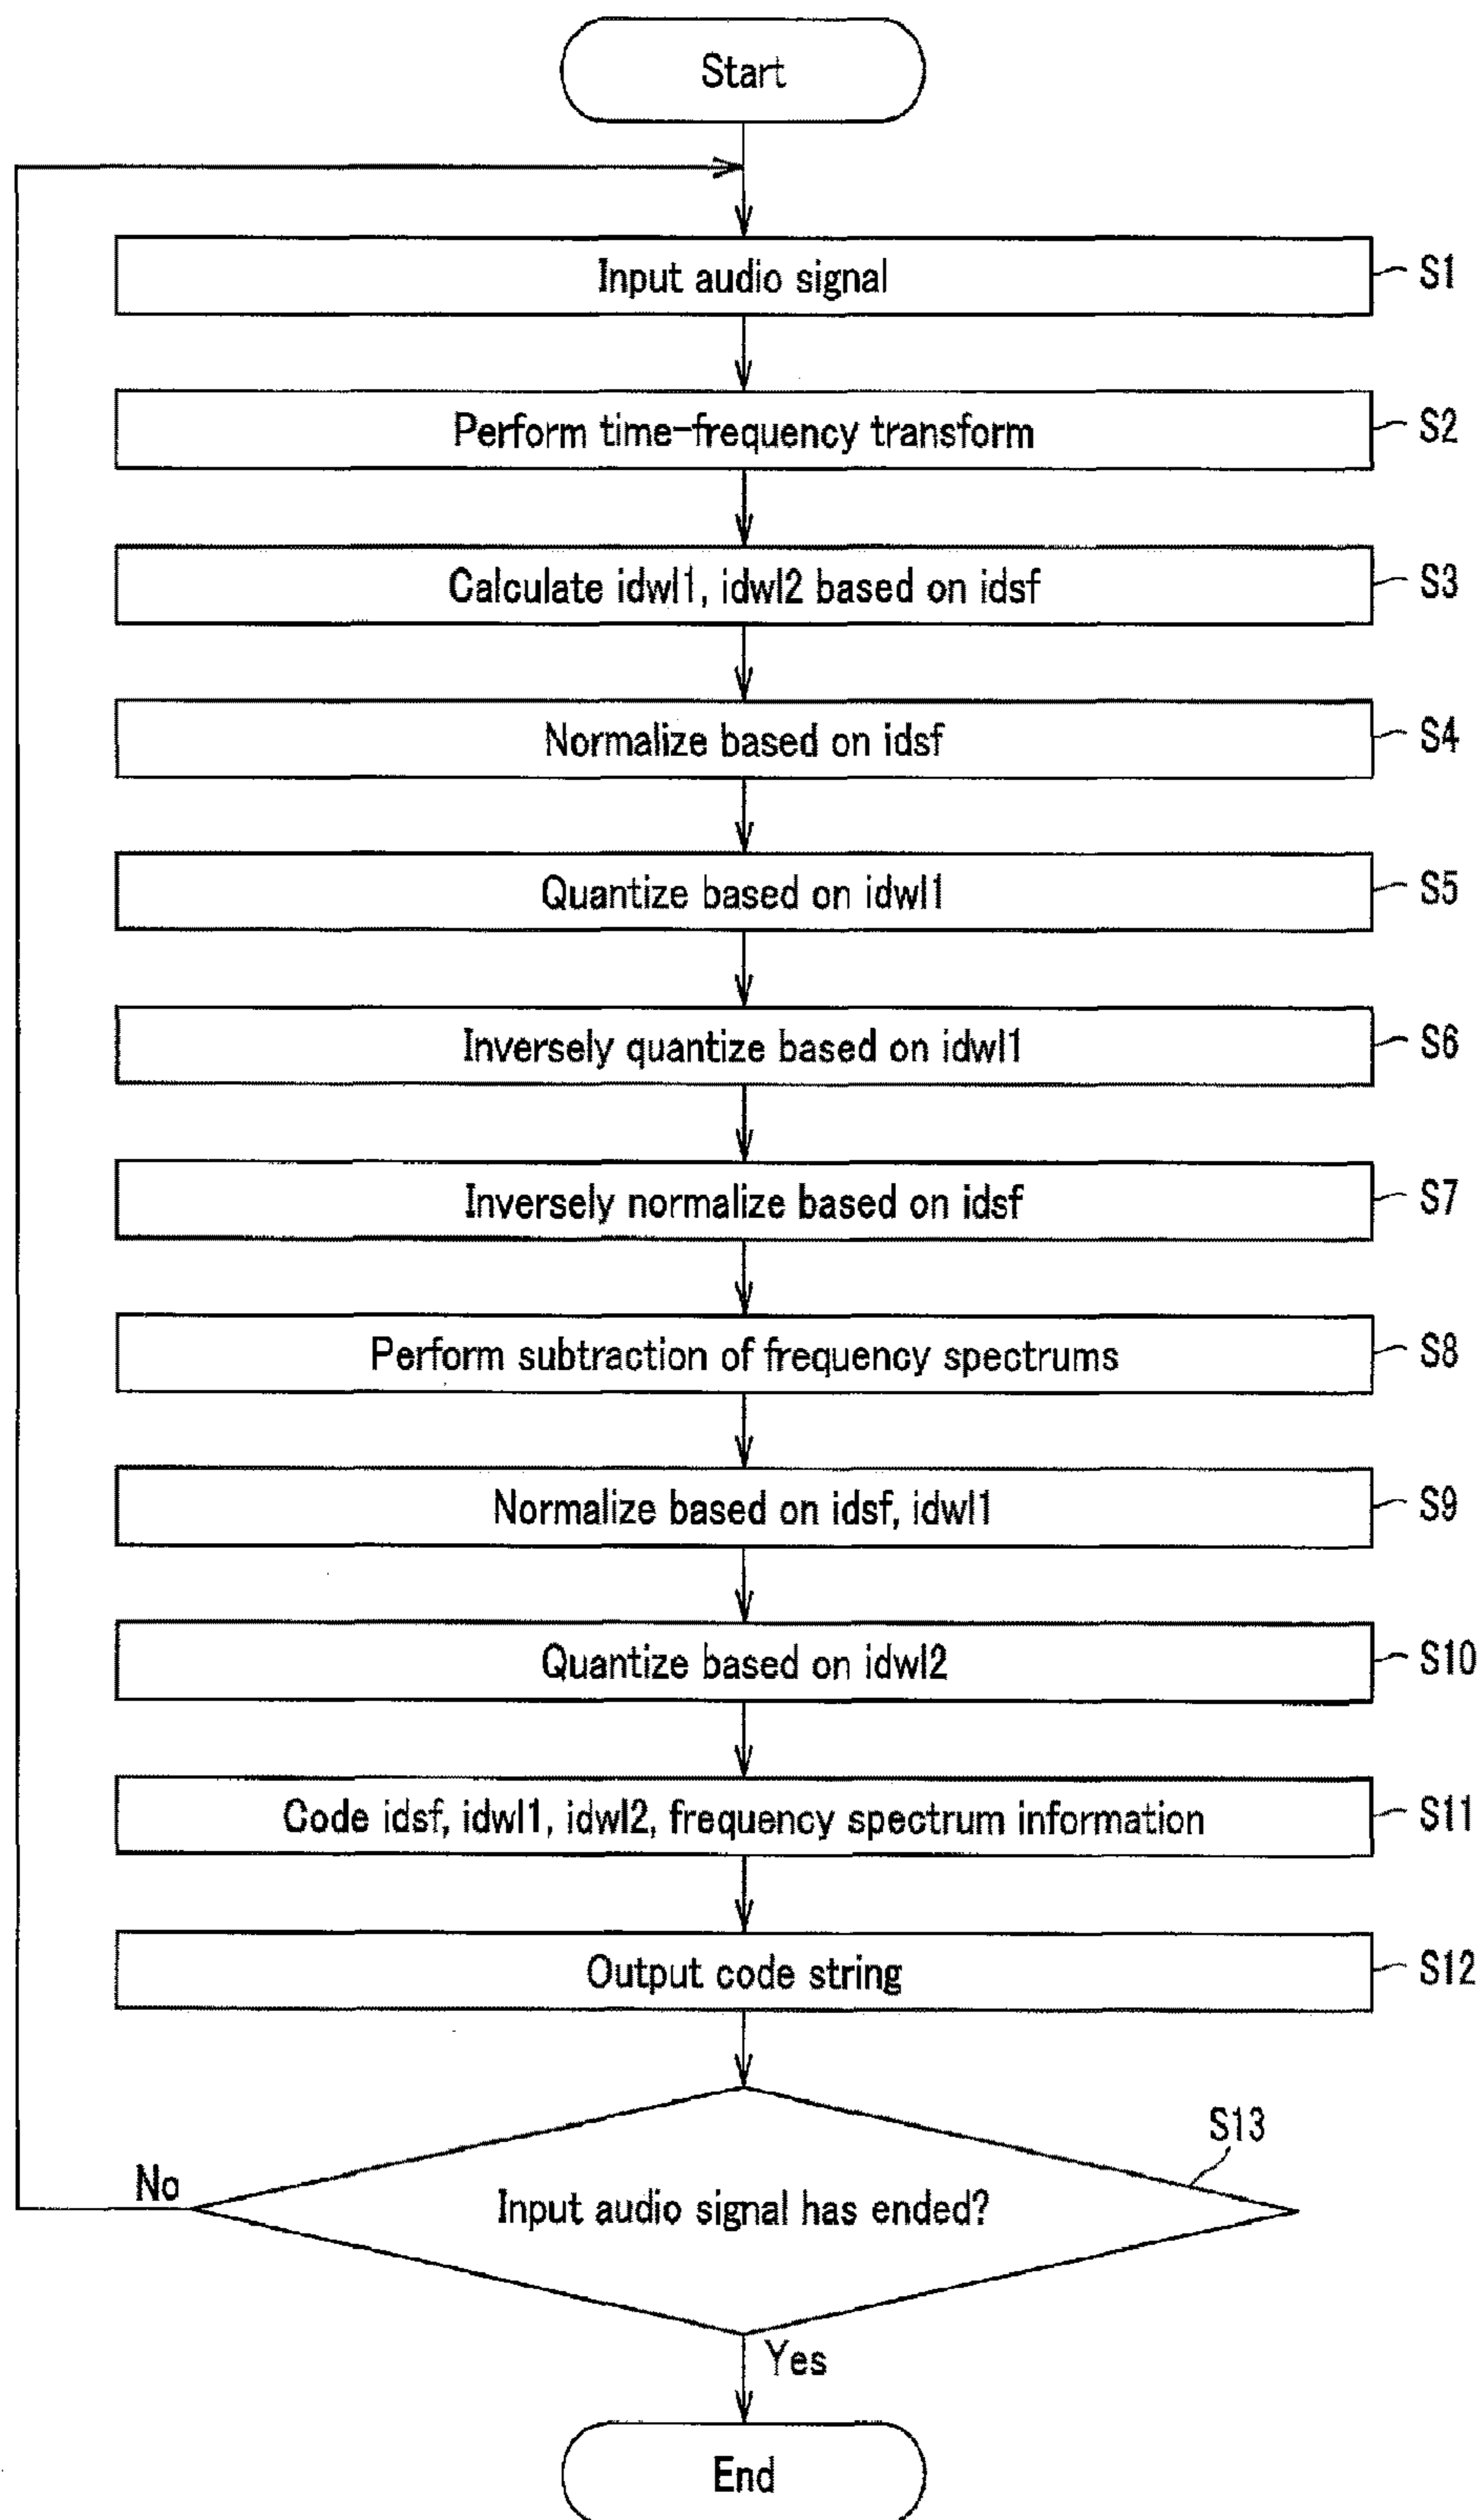 Start
Input audio signal
S1
Perform time-frequency transform
S2
Calculate idwl1, idwl2 based on idsf
S3
Normalize based on idsf
S4
Quantize based on idwl1
S5
Inversely quantize based on idwl1
S6
Inversely normalize based on idsf
S7
Perform subtraction of frequency spectrums
S8
Normalize based on idsf, idwl1
S9
Quantize based on idwl2
S10
Code idsf, idwl1, idwl2, frequency spectrum information
S11
Output code string
S12
S13
No
Input audio signal has ended?
Yes
End